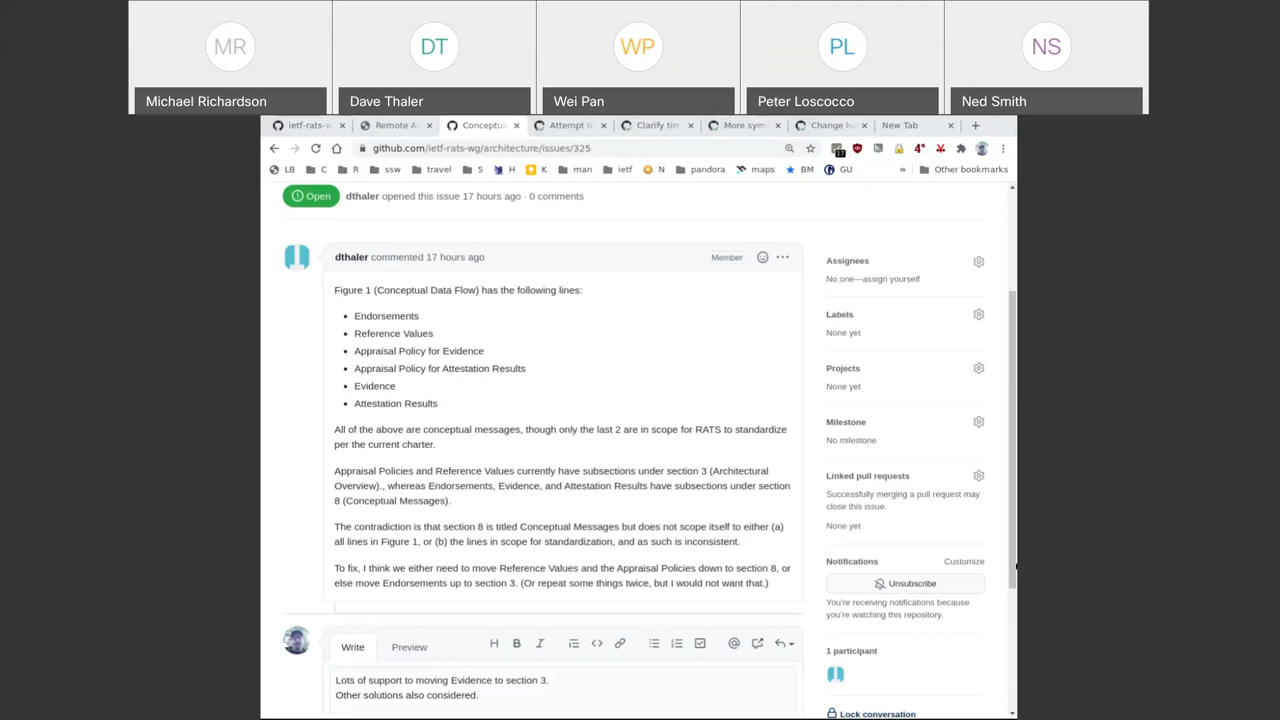 MR
DT
WP
PL
NS
Michael Richardson
Dave Thaler
Wei Pan
Peter Loscocco
Ned Smith
ietf-rats-w
Remote A
Conceptua
Attempt t
Clarify tim
More sym
Change h
New Tab
github.com/ietf-rats-wg/architecture/issues/325
17
LB
C
R
ssw
travel
S
H
K
man
ietf
N
pandora
maps
BM
GU
»
Other bookmarks
Open
dthaler opened this issue 17 hours ago · 0 comments
dthaler commented 17 hours ago
Member
Figure 1 (Conceptual Data Flow) has the following lines:
• Endorsements
• Reference Values
• Appraisal Policy for Evidence
• Appraisal Policy for Attestation Results
• Evidence
• Attestation Results
All of the above are conceptual messages, though only the last 2 are in scope for RATS to standardize
per the current charter.
Appraisal Policies and Reference Values currently have subsections under section 3 (Architectural
Overview)., whereas Endorsements, Evidence, and Attestation Results have subsections under section
8 (Conceptual Messages).
The contradiction is that section 8 is titled Conceptual Messages but does not scope itself to either (a)
all lines in Figure 1, or (b) the lines in scope for standardization, and as such is inconsistent.
To fix, I think we either need to move Reference Values and the Appraisal Policies down to section 8, or
else move Endorsements up to section 3. (Or repeat some things twice, but I would not want that.)
Write
Preview
Lots of support to moving Evidence to section 3.
Other solutions also considered.
Assignees
No one—assign yourself
Labels
None yet
Projects
None yet
Milestone
No milestone
Linked pull requests
Successfully merging a pull request may
close this issue.
None yet
Notifications
Customize
Unsubscribe
You're receiving notifications because
you're watching this repository.
1 participant
Lock conversation